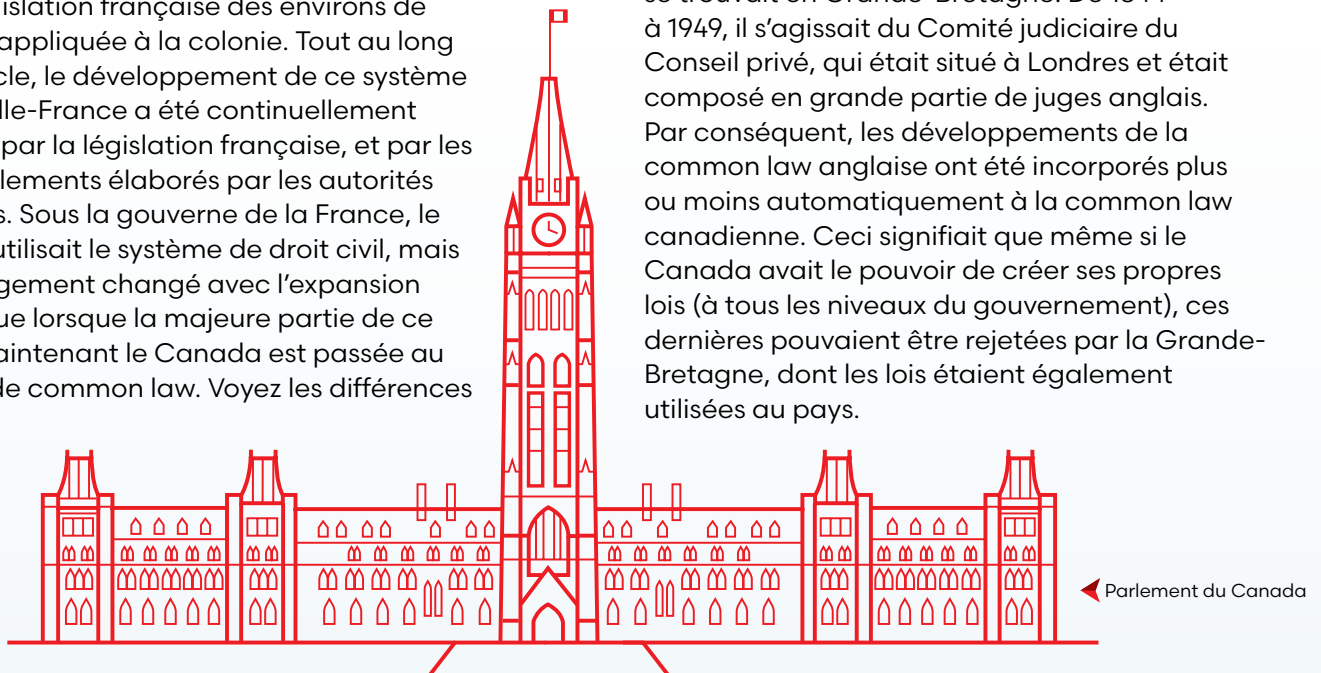 islation française des environs de
appliquée à la colonie. Tout au long
cle, le développement de ce système
lle-France a été continuellement
par la législation française, et par les
lements élaborés par les autorités
s. Sous la gouverne de la France, le
utilisait le système de droit civil, mais
gement changé avec l’expansion
ue lorsque la majeure partie de ce
aintenant le Canada est passée au
de common law. Voyez les différences
à 1949, il s’agissait du Comité judiciaire du
Conseil privé, qui était situé à Londres et était
composé en grande partie de juges anglais.
Par conséquent, les développements de la
common law anglaise ont été incorporés plus
ou moins automatiquement à la common law
canadienne. Ceci signifiait que même si le
Canada avait le pouvoir de créer ses propres
lois (à tous les niveaux du gouvernement), ces
dernières pouvaient être rejetées par la Grande-
Bretagne, dont les lois étaient également
utilisées au pays.
Parlement du Canada